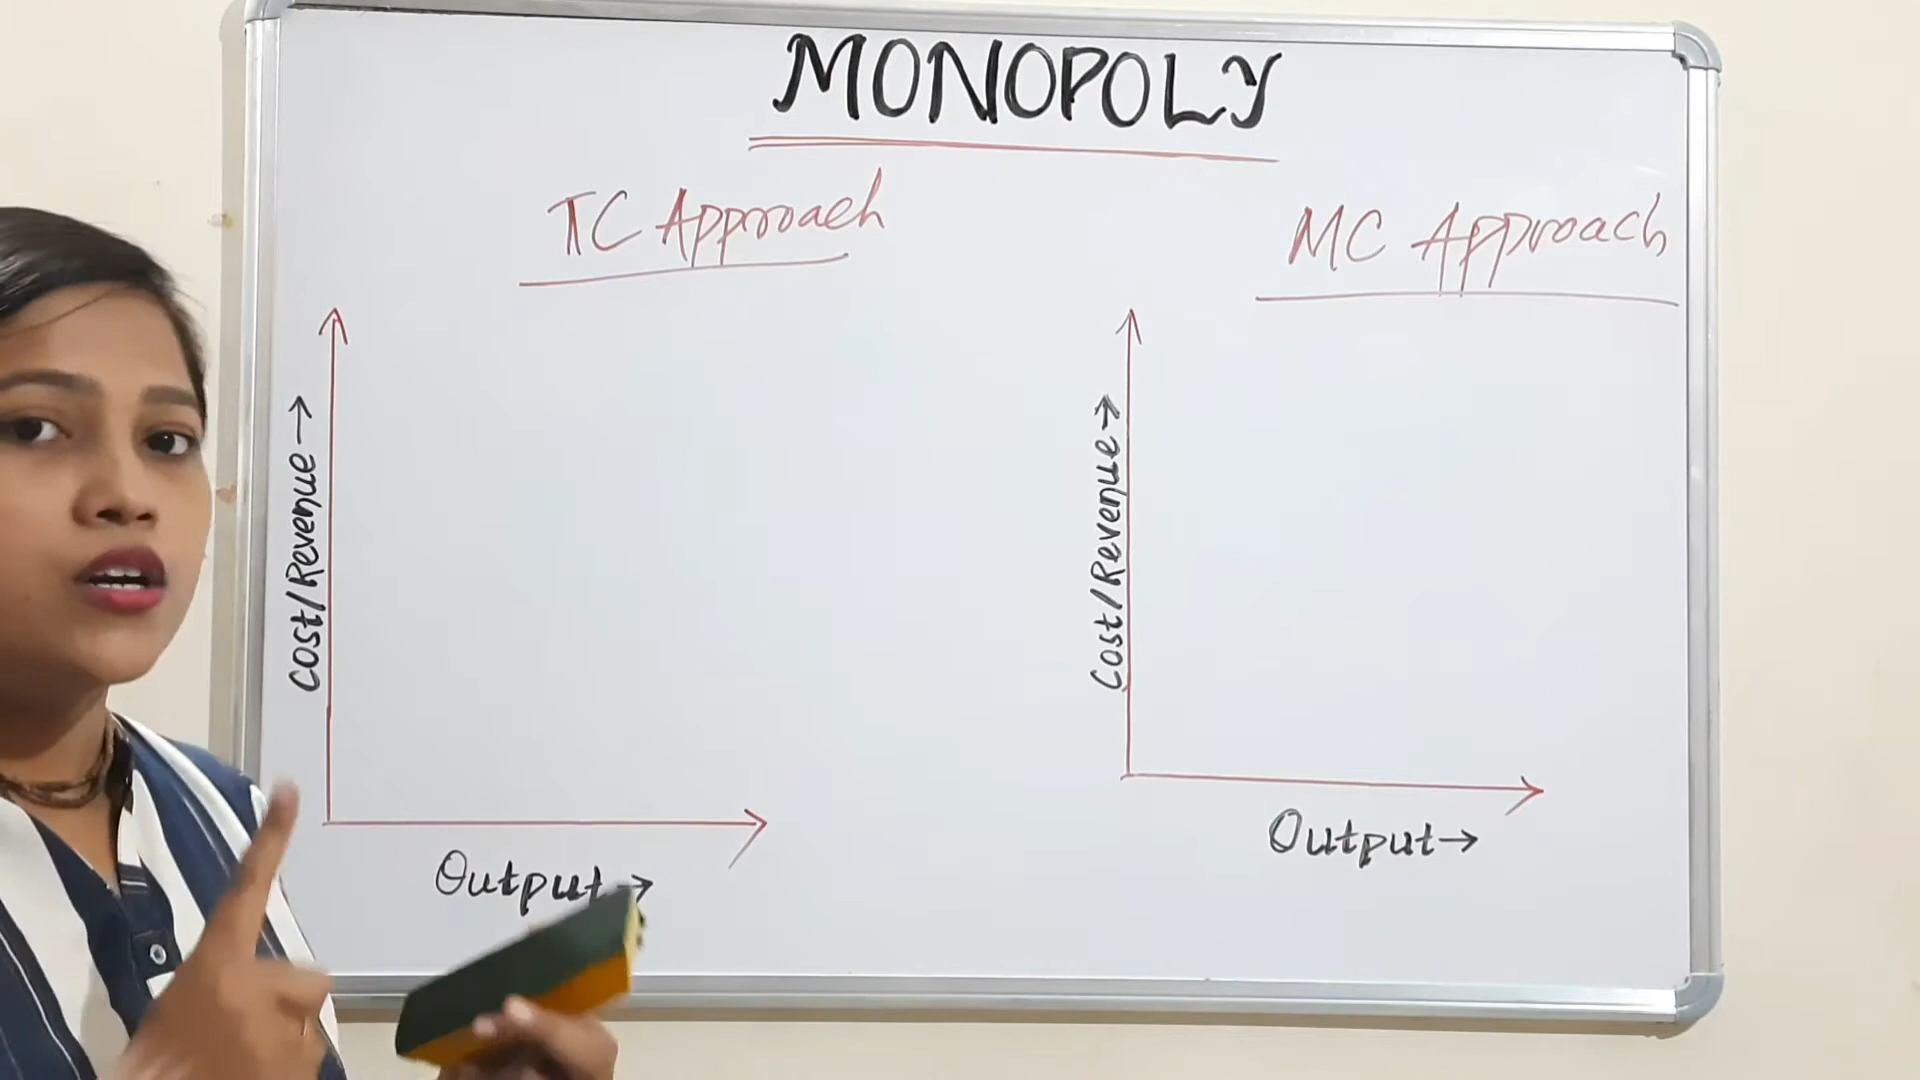 MONOPOLY
TC Approach
MC Approach
Cost/Revenue →
Output →
Cost/Revenue →
Output →